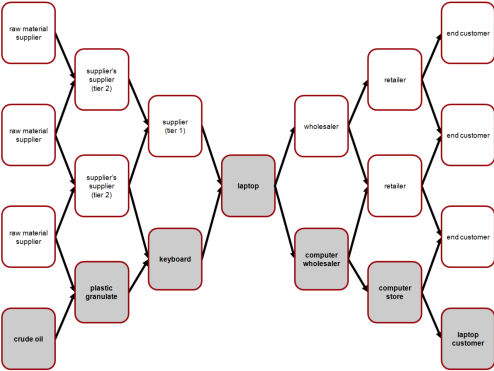 raw material
supplier
raw material
supplier
raw material
supplier
crude oil
supplier's
supplier
(tier 2)
supplier's
supplier
(tier 2)
plastic
granulate
supplier
(tier 1)
keyboard
laptop
wholesaler
computer
wholesaler
retailer
retailer
computer
store
end customer
end customer
end customer
laptop
customer